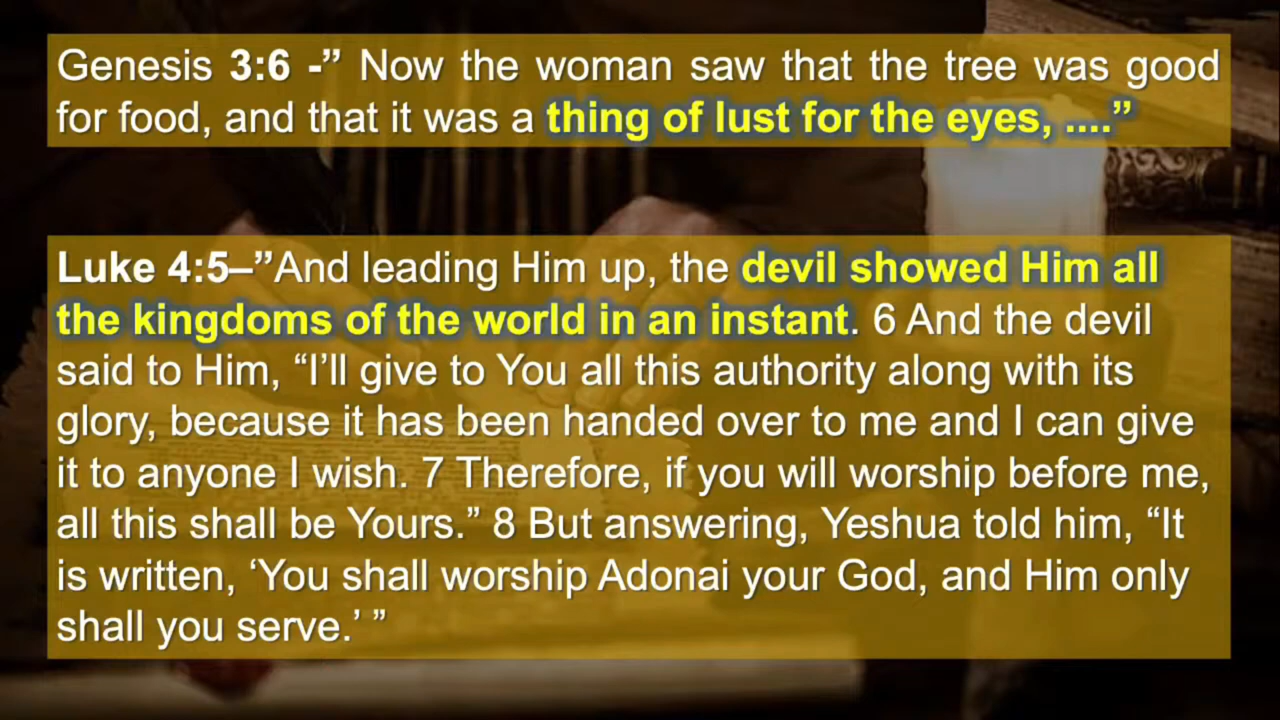 Genesis 3:6 -” Now the woman saw that the tree was good
for food, and that it was a thing of lust for the eyes, ....”
Luke 4:5–”And leading Him up, the devil showed Him all
the kingdoms of the world in an instant. 6 And the devil
said to Him, “I’ll give to You all this authority along with its
glory, because it has been handed over to me and I can give
it to anyone I wish. 7 Therefore, if you will worship before me,
all this shall be Yours.” 8 But answering, Yeshua told him, “It
is written, ‘You shall worship Adonai your God, and Him only
shall you serve.’ ”